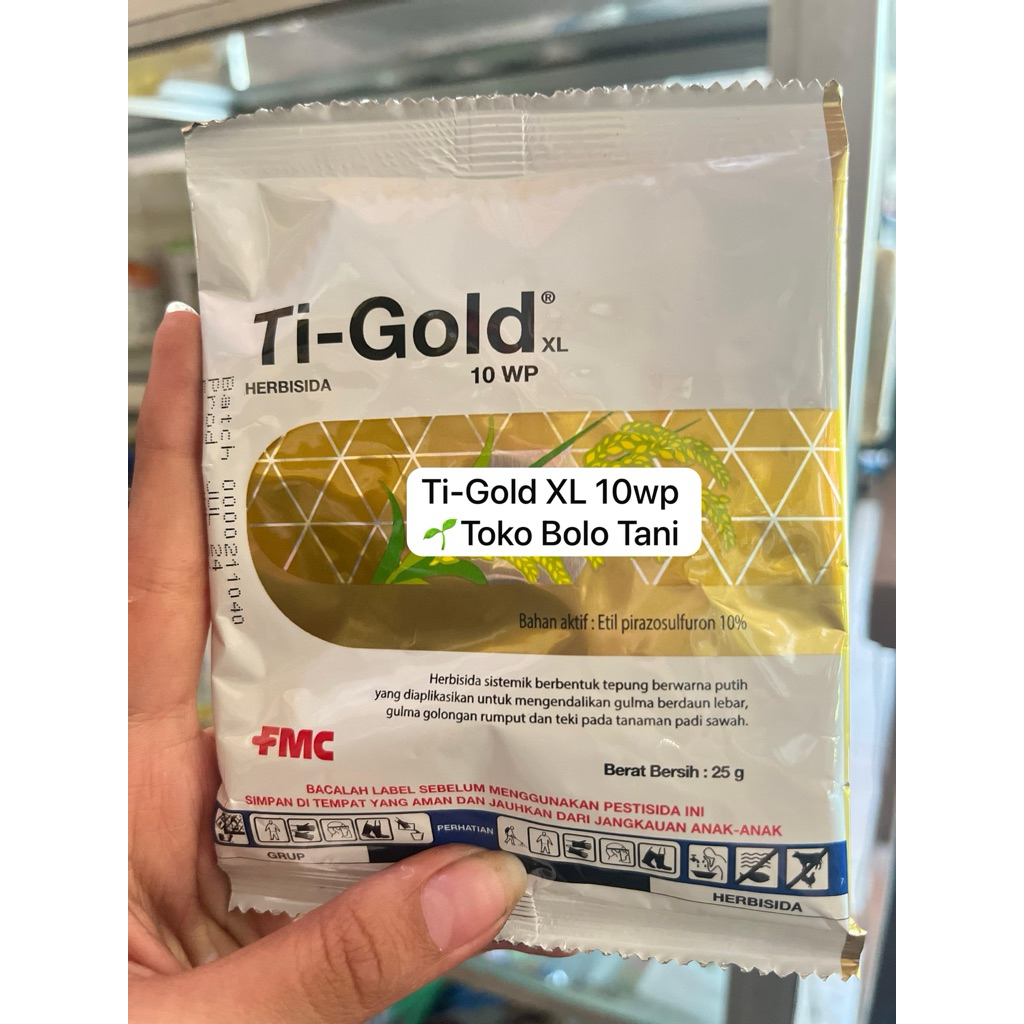 Ti-Gold®
XL
10 WP
HERBISIDA
Batch 000021104​0
Prod JUL 24
Ti-Gold XL 10wp
🌱Toko Bolo Tani
Bahan aktif : Etil pirazosulfuron 10%
Herbisida sistemik berbentuk tepung berwarna putih
yang diaplikasikan untuk mengendalikan gulma berdaun lebar,
gulma golongan rumput dan teki pada tanaman padi sawah.
FMC
Berat Bersih : 25 g
BACALAH LABEL SEBELUM MENGGUNAKAN PESTISIDA INI
SIMPAN DI TEMPAT YANG AMAN DAN JAUHKAN DARI JANGKAUAN ANAK-ANAK
PERHATIAN
GRUP
HERBISIDA